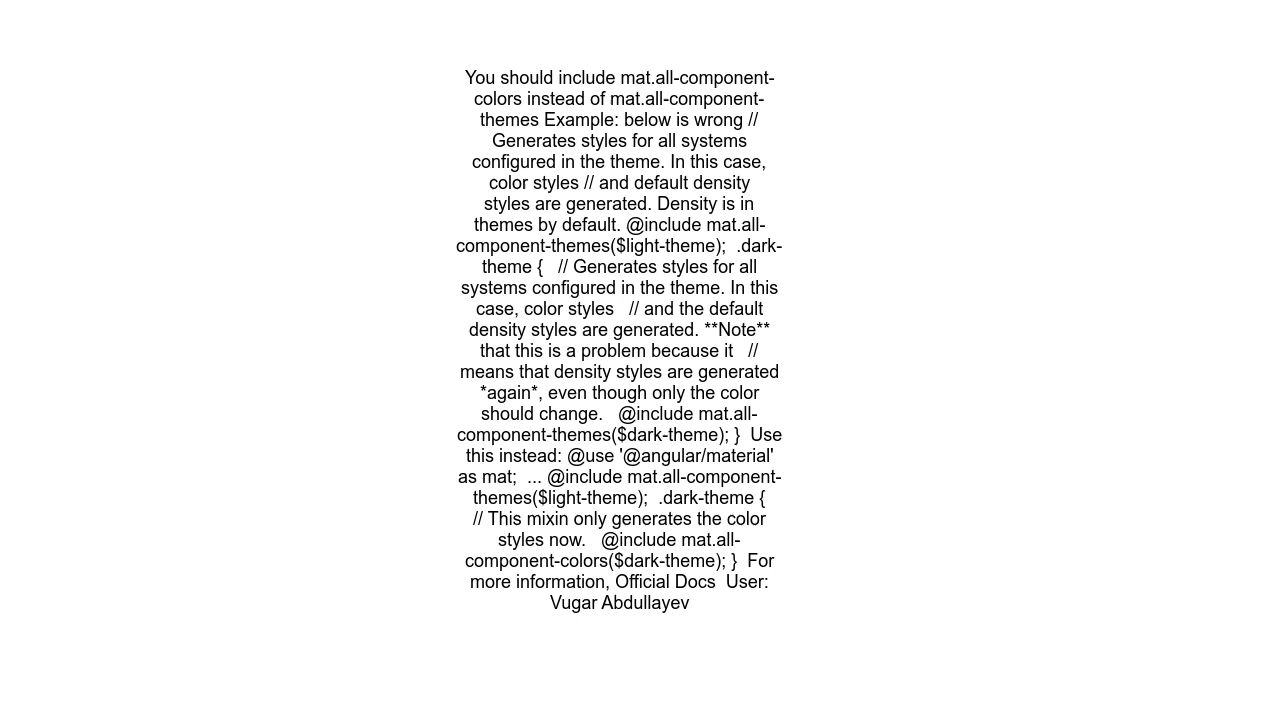 You should include mat.all-component-
colors instead of mat.all-component-
themes Example: below is wrong //
Generates styles for all systems
configured in the theme. In this case,
color styles // and default density
styles are generated. Density is in
themes by default. @include mat.all-
component-themes($light-theme);  .dark-
theme {   // Generates styles for all
systems configured in the theme. In this
case, color styles   // and the default
density styles are generated. **Note**
that this is a problem because it   //
means that density styles are generated
*again*, even though only the color
should change.   @include mat.all-
component-themes($dark-theme); }  Use
this instead: @use '@angular/material'
as mat;  ... @include mat.all-component-
themes($light-theme);  .dark-theme {
// This mixin only generates the color
styles now.   @include mat.all-
component-colors($dark-theme); }  For
more information, Official Docs  User:
Vugar Abdullayev